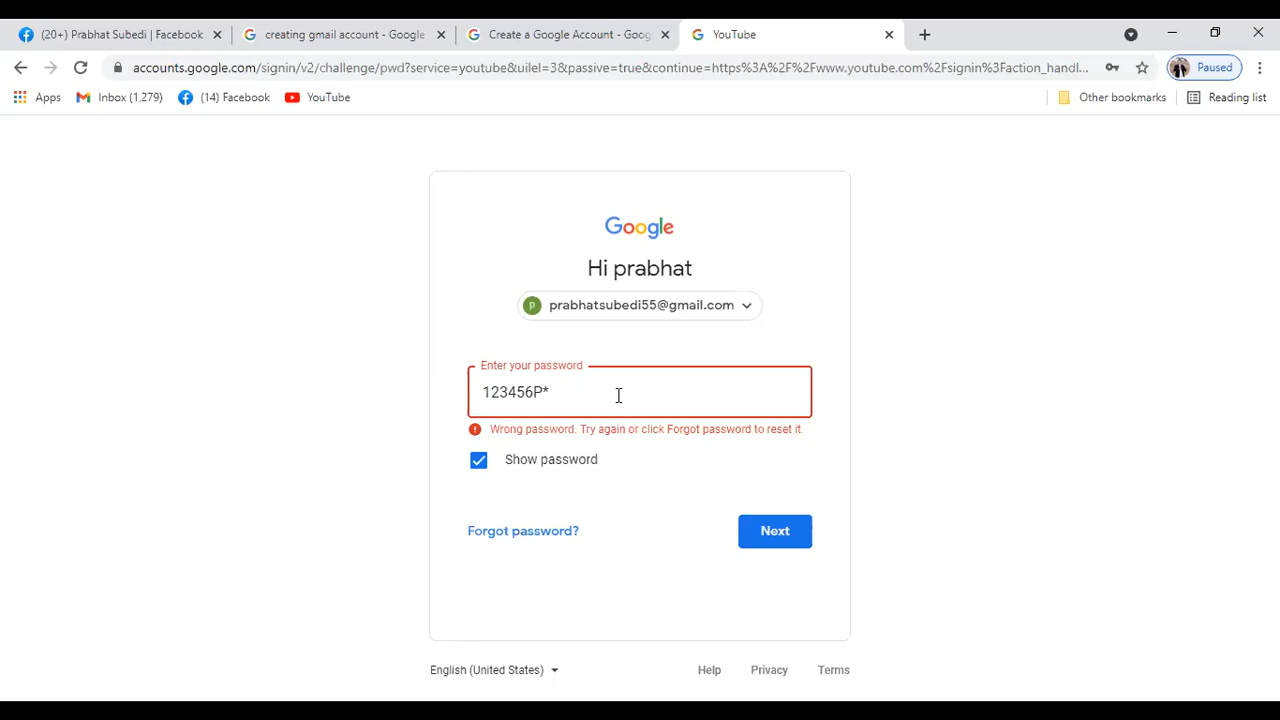 (20+) Prabhat Subedi | Facebook
creating gmail account - Google
Create a Google Account - Goog
YouTube
accounts.google.com/signin/v2/challenge/pwd?service=youtube&uilel=3&passive=true&continue=https%3A%2F%2Fwww.youtube.com%2Fsignin%3Faction_handl...
Paused
Apps
Inbox (1,279)
(14) Facebook
YouTube
Other bookmarks
Reading list
Google
Hi prabhat
p prabhatsubedi55@gmail.com
Enter your password
123456P*
Wrong password. Try again or click Forgot password to reset it.
Show password
Forgot password?
Next
English (United States)
Help
Privacy
Terms